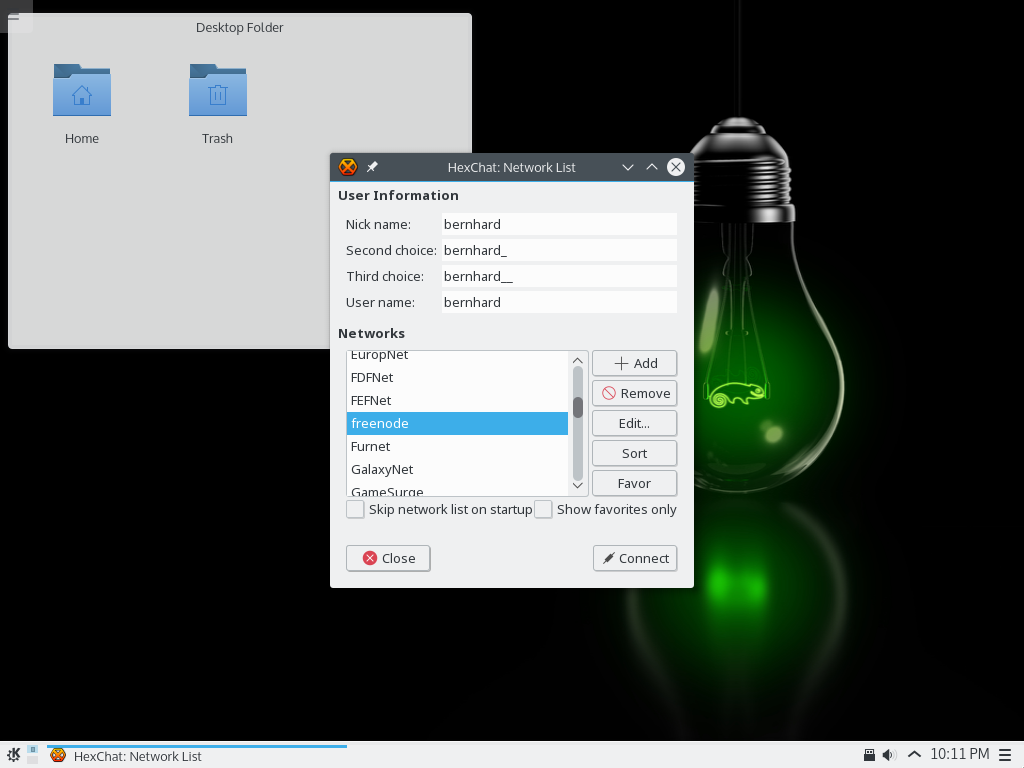 Desktop Folder
Home
Trash
HexChat: Network List
User Information
Nick name: bernhard
Second choice: bernhard_
Third choice: bernhard__
User name: bernhard
Networks
EuropNet
FDFNet
FEFNet
freenode
Furnet
GalaxyNet
GameSurge
Add
Remove
Edit...
Sort
Favor
Skip network list on startup
Show favorites only
Close
Connect
HexChat: Network List
10:11 PM